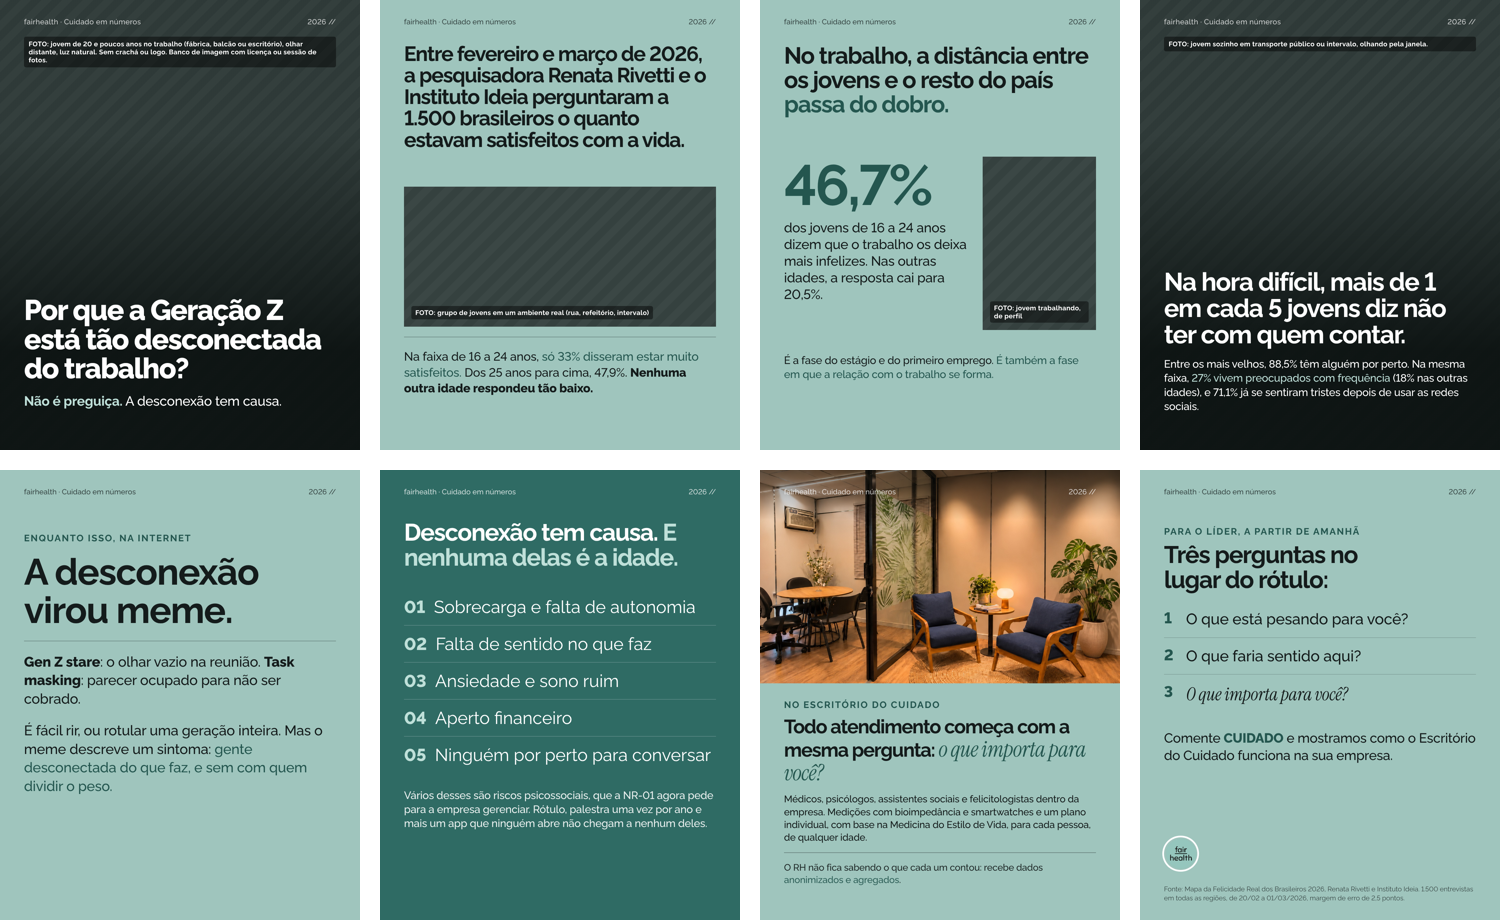 fairhealth · Cuidado em números
2026 //
FOTO: jovem de 20 e poucos anos no trabalho (fábrica, balcão ou escritório), olhar
distante, luz natural. Sem crachá ou logo. Banco de imagem com licença ou sessão de
fotos.
Por que a Geração Z
está tão desconectada
do trabalho?
Não é preguiça. A desconexão tem causa.
fairhealth · Cuidado em números
2026 //
Entre fevereiro e março de 2026,
a pesquisadora Renata Rivetti e o
Instituto Ideia perguntaram a
1.500 brasileiros o quanto
estavam satisfeitos com a vida.
FOTO: grupo de jovens em um ambiente real (rua, refeitório, intervalo)
Na faixa de 16 a 24 anos, só 33% disseram estar muito
satisfeitos. Dos 25 anos para cima, 47,9%. Nenhuma
outra idade respondeu tão baixo.
fairhealth · Cuidado em números
2026 //
No trabalho, a distância entre
os jovens e o resto do país
passa do dobro.
46,7%
dos jovens de 16 a 24 anos
dizem que o trabalho os deixa
mais infelizes. Nas outras
idades, a resposta cai para
20,5%.
FOTO: jovem trabalhando,
de perfil
É a fase do estágio e do primeiro emprego. É também a fase
em que a relação com o trabalho se forma.
fairhealth · Cuidado em números
2026 //
FOTO: jovem sozinho em transporte público ou intervalo, olhando pela janela.
Na hora difícil, mais de 1
em cada 5 jovens diz não
ter com quem contar.
Entre os mais velhos, 88,5% têm alguém por perto. Na mesma
faixa, 27% vivem preocupados com frequência (18% nas outras
idades), e 71,1% já se sentiram tristes depois de usar as redes
sociais.
fairhealth · Cuidado em números
2026 //
ENQUANTO ISSO, NA INTERNET
A desconexão
virou meme.
Gen Z stare: o olhar vazio na reunião. Task
masking: parecer ocupado para não ser
cobrado.
É fácil rir, ou rotular uma geração inteira. Mas o
meme descreve um sintoma: gente
desconectada do que faz, e sem com quem
dividir o peso.
fairhealth · Cuidado em números
2026 //
Desconexão tem causa. E
nenhuma delas é a idade.
01 Sobrecarga e falta de autonomia
02 Falta de sentido no que faz
03 Ansiedade e sono ruim
04 Aperto financeiro
05 Ninguém por perto para conversar
Vários desses são riscos psicossociais, que a NR-01 agora pede
para a empresa gerenciar. Rótulo, palestra uma vez por ano e
mais um app que ninguém abre não chegam a nenhum deles.
fairhealth · Cuidado em números
2026 //
NO ESCRITÓRIO DO CUIDADO
Todo atendimento começa com a
mesma pergunta: o que importa para
você?
Médicos, psicólogos, assistentes sociais e felicitologistas dentro da
empresa. Medições com bioimpedância e smartwatches e um plano
individual, com base na Medicina do Estilo de Vida, para cada pessoa,
de qualquer idade.
O RH não fica sabendo o que cada um contou: recebe dados
anonimizados e agregados.
fairhealth · Cuidado em números
2026 //
PARA O LÍDER, A PARTIR DE AMANHÃ
Três perguntas no
lugar do rótulo:
1 O que está pesando para você?
2 O que faria sentido aqui?
3 O que importa para você?
Comente CUIDADO e mostramos como o Escritório
do Cuidado funciona na sua empresa.
fair
health
Fonte: Mapa da Felicidade Real dos Brasileiros 2026, Renata Rivetti e Instituto Ideia. 1.500 entrevistas
em todas as regiões, de 20/02 a 01/03/2026, margem de erro de 2,5 pontos.